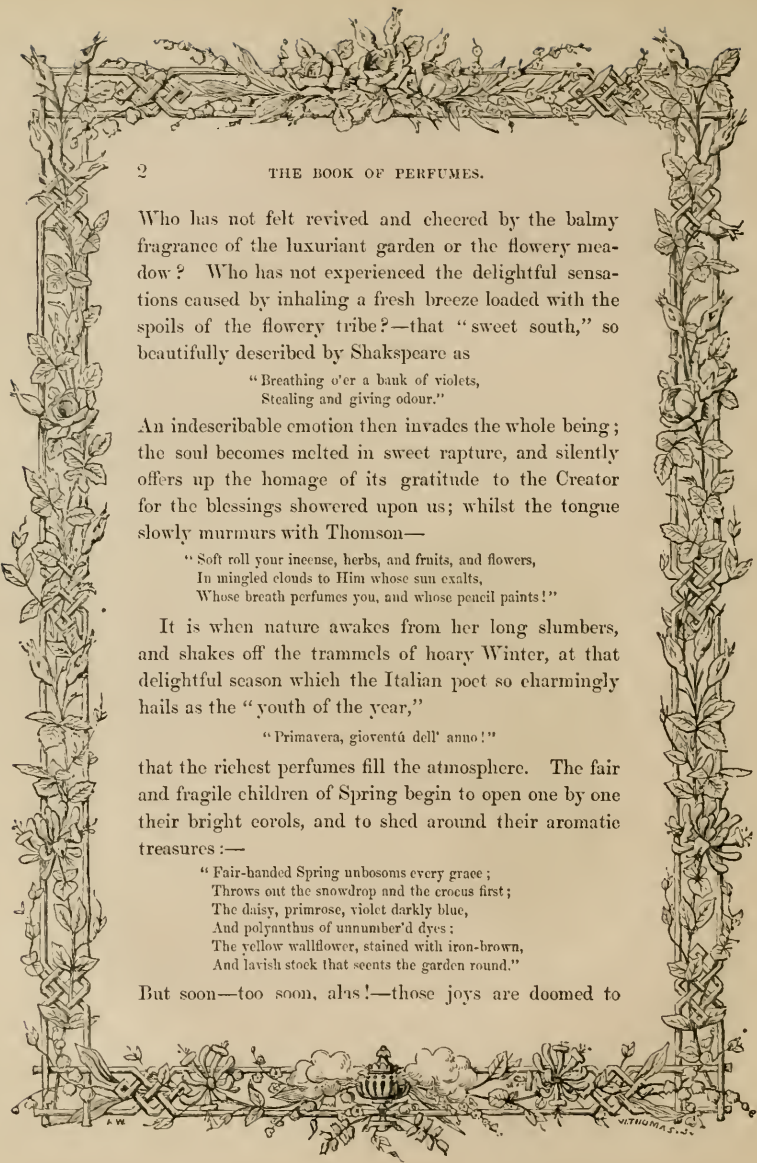 2 THE BOOK OF PERFUMES.
Who has not felt revived and cheered by the balmy
fragrance of the luxuriant garden or the flowery mea-
dow? Who has not experienced the delightful sensa-
tions caused by inhaling a fresh breeze loaded with the
spoils of the flowery tribe?—that "sweet south," so
beautifully described by Shakspeare as
"Breathing o'er a bank of violets,
Stealing and giving odour."
An indescribable emotion then invades the whole being;
the soul becomes melted in sweet rapture, and silently
offers up the homage of its gratitude to the Creator
for the blessings showered upon us; whilst the tongue
slowly murmurs with Thomson—
"Soft roll your incense, herbs, and fruits, and flowers,
In mingled clouds to Him whose sun exalts,
Whose breath perfumes you, and whose pencil paints!"
It is when nature awakes from her long slumbers,
and shakes off the trammels of hoary Winter, at that
delightful season which the Italian poet so charmingly
hails as the "youth of the year,"
"Primavera, gioventú dell' anno!"
that the richest perfumes fill the atmosphere. The fair
and fragile children of Spring begin to open one by one
their bright corols, and to shed around their aromatic
treasures:—
"Fair-handed Spring unbosoms every grace;
Throws out the snowdrop and the crocus first;
The daisy, primrose, violet darkly blue,
And polyanthus of unnumber'd dyes;
The yellow wallflower, stained with iron-brown,
And lavish stock that scents the garden round."
But soon—too soon, alas!—those joys are doomed to
W. THOMAS. S.